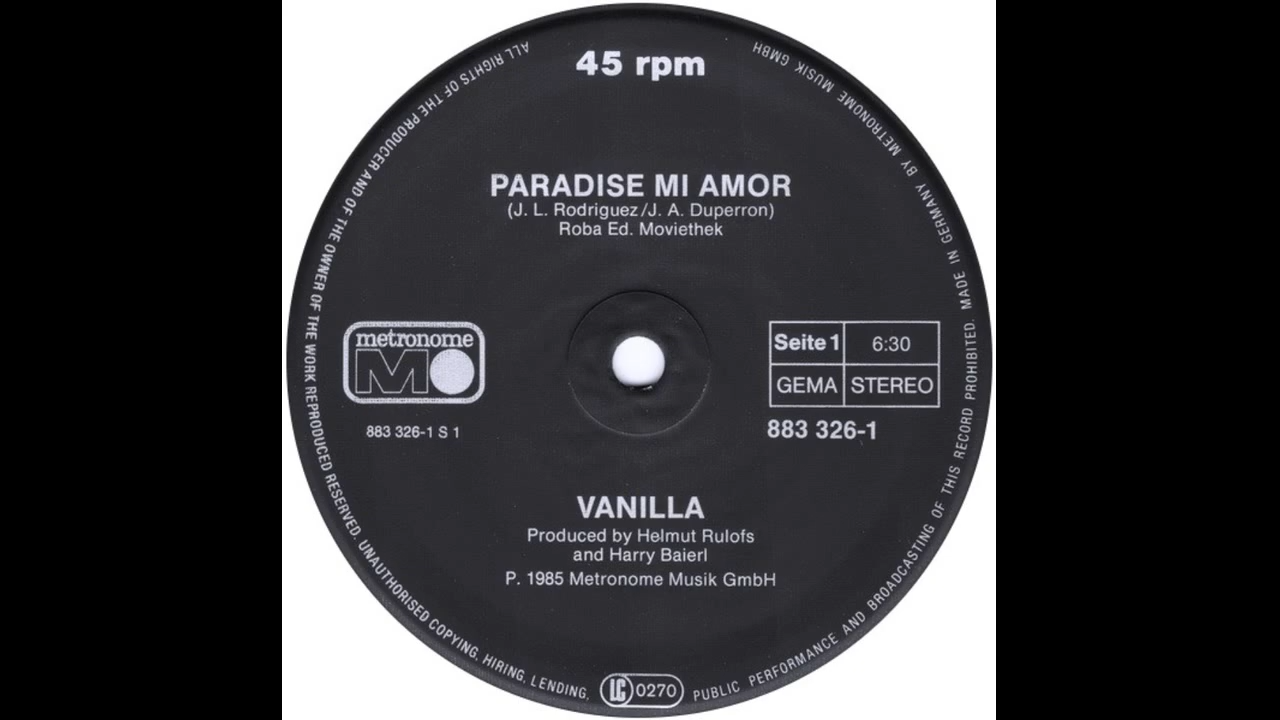 45 rpm
PARADISE MI AMOR
(J. L. Rodriguez/J. A. Duperron)
Roba Ed. Moviethek
metronome
M
883 326-1 S 1
Seite 1 6:30
GEMA STEREO
883 326-1
VANILLA
Produced by Helmut Rulofs
and Harry Baierl
P. 1985 Metronome Musik GmbH
LC 0270
ALL RIGHTS OF THE PRODUCER AND OF THE OWNER OF THE WORK REPRODUCED RESERVED. UNAUTHORISED COPYING, HIRING, LENDING, PUBLIC PERFORMANCE AND BROADCASTING OF THIS RECORD PROHIBITED. MADE IN GERMANY BY METRONOME MUSIK GMBH